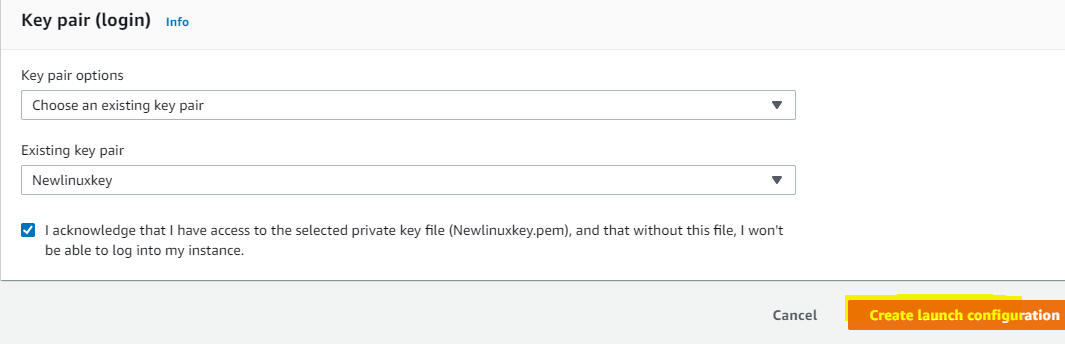 Key pair (login) Info
Key pair options
Choose an existing key pair
Existing key pair
Newlinuxkey
I acknowledge that I have access to the selected private key file (Newlinuxkey.pem), and that without this file, I won't
be able to log into my instance.
Cancel Create launch configuration